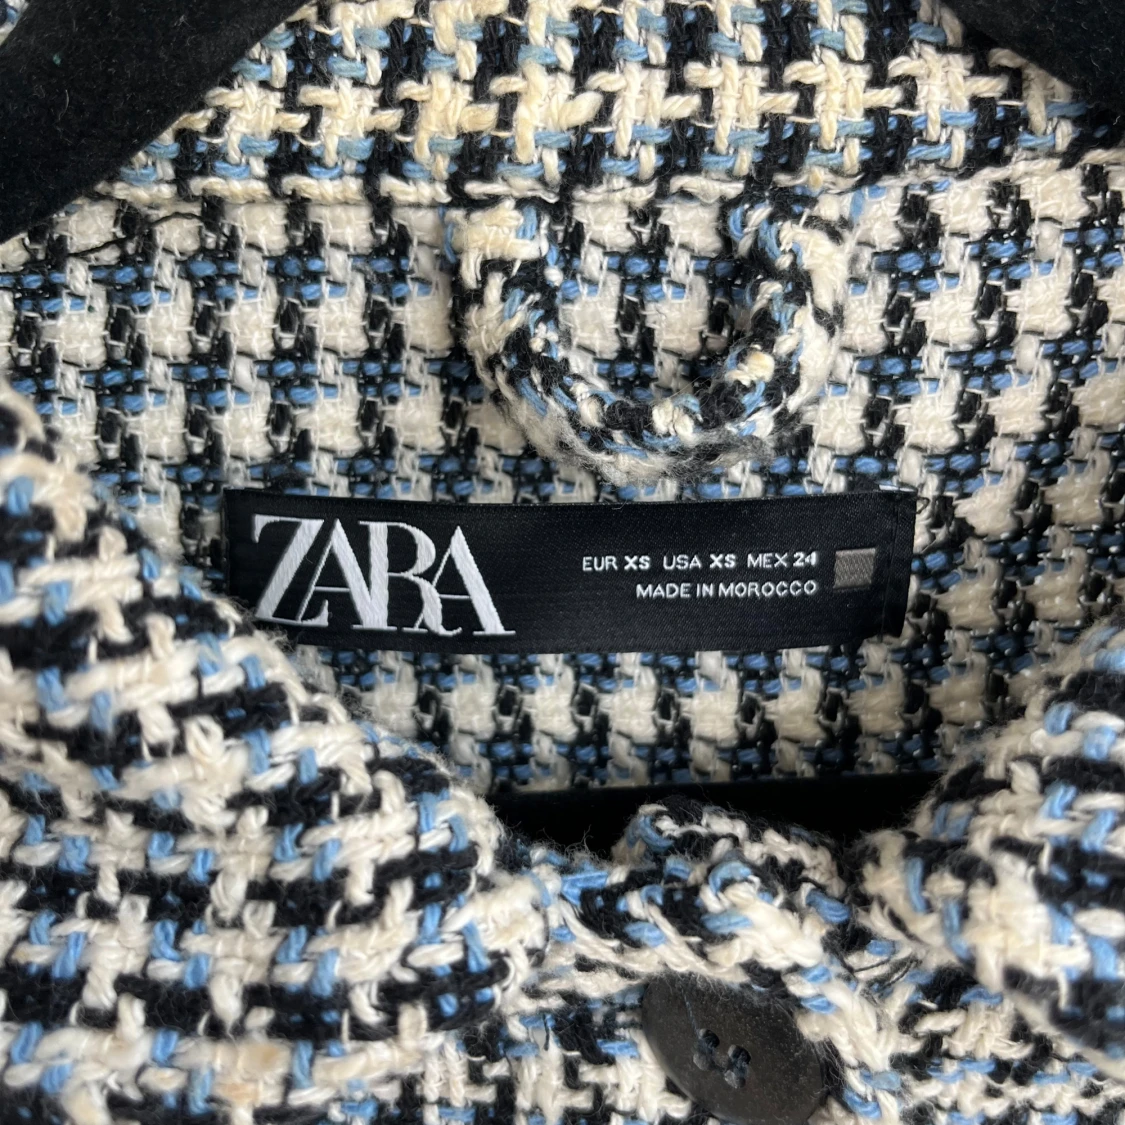 ZARA
EUR XS USA XS MEX 24
MADE IN MOROCCO